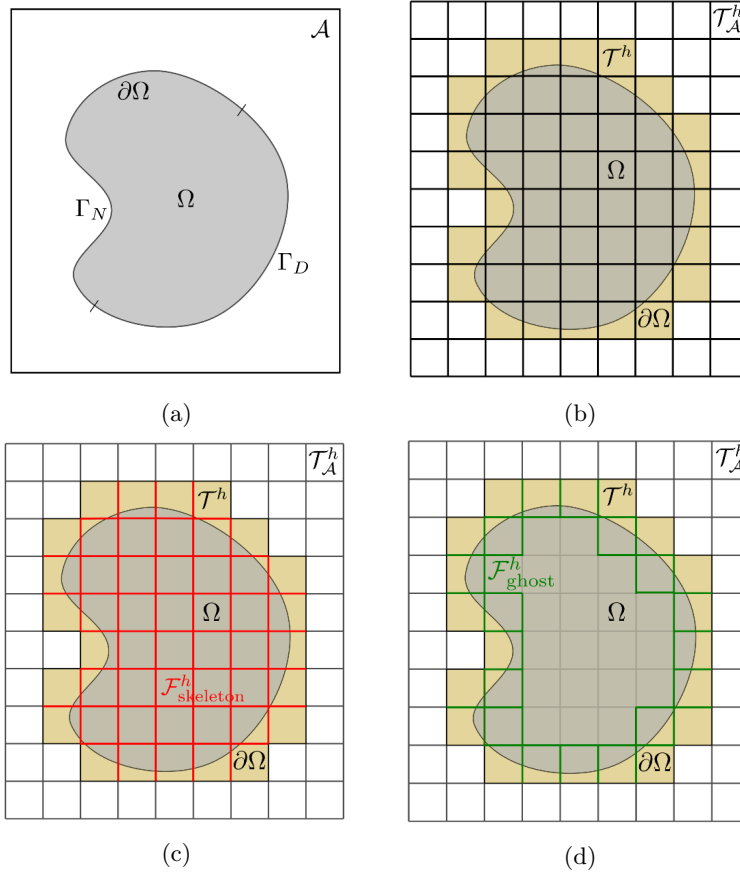 𝒜
∂Ω
Ω
Γ_N
Γ_D
(a)
𝒯^h_𝒜
𝒯^h
Ω
∂Ω
(b)
𝒯^h_𝒜
𝒯^h
Ω
ℱ^h_skeleton
∂Ω
(c)
𝒯^h_𝒜
𝒯^h
ℱ^h_ghost
Ω
∂Ω
(d)